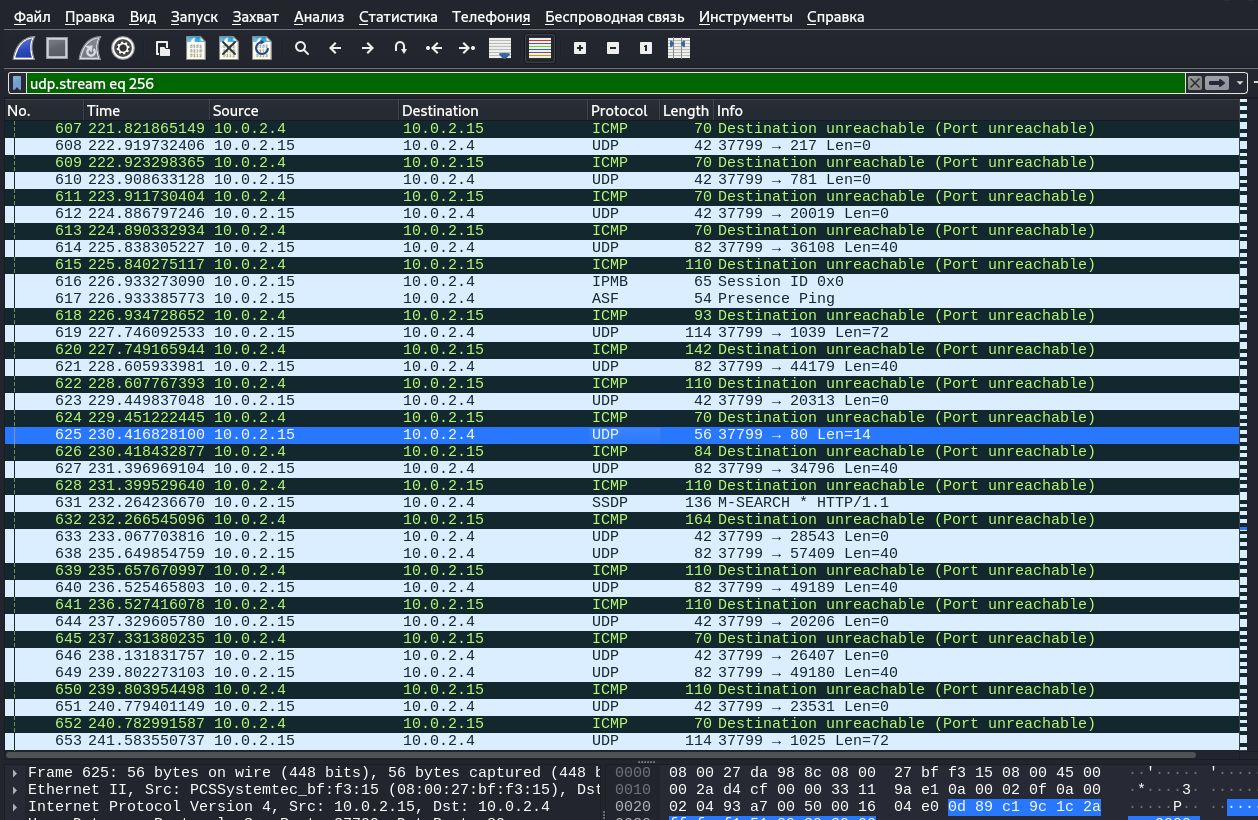 Файл Правка Вид Запуск Захват Анализ Статистика Телефония Беспроводная связь Инструменты Справка
udp.stream eq 256
No. Time Source Destination Protocol Length Info
607 221.821865149 10.0.2.4 10.0.2.15 ICMP 70 Destination unreachable (Port unreachable)
608 222.919732406 10.0.2.15 10.0.2.4 UDP 42 37799 → 217 Len=0
609 222.923298365 10.0.2.4 10.0.2.15 ICMP 70 Destination unreachable (Port unreachable)
610 223.908633128 10.0.2.15 10.0.2.4 UDP 42 37799 → 781 Len=0
611 223.911730404 10.0.2.4 10.0.2.15 ICMP 70 Destination unreachable (Port unreachable)
612 224.886797246 10.0.2.15 10.0.2.4 UDP 42 37799 → 20019 Len=0
613 224.890332934 10.0.2.4 10.0.2.15 ICMP 70 Destination unreachable (Port unreachable)
614 225.838305227 10.0.2.15 10.0.2.4 UDP 82 37799 → 36108 Len=40
615 225.840275117 10.0.2.4 10.0.2.15 ICMP 110 Destination unreachable (Port unreachable)
616 226.933273090 10.0.2.15 10.0.2.4 IPMB 65 Session ID 0x0
617 226.933385773 10.0.2.15 10.0.2.4 ASF 54 Presence Ping
618 226.934728652 10.0.2.4 10.0.2.15 ICMP 93 Destination unreachable (Port unreachable)
619 227.746092533 10.0.2.15 10.0.2.4 UDP 114 37799 → 1039 Len=72
620 227.749165944 10.0.2.4 10.0.2.15 ICMP 142 Destination unreachable (Port unreachable)
621 228.605933981 10.0.2.15 10.0.2.4 UDP 82 37799 → 44179 Len=40
622 228.607767393 10.0.2.4 10.0.2.15 ICMP 110 Destination unreachable (Port unreachable)
623 229.449837048 10.0.2.15 10.0.2.4 UDP 42 37799 → 20313 Len=0
624 229.451222445 10.0.2.4 10.0.2.15 ICMP 70 Destination unreachable (Port unreachable)
625 230.416828100 10.0.2.15 10.0.2.4 UDP 56 37799 → 80 Len=14
626 230.418432877 10.0.2.4 10.0.2.15 ICMP 84 Destination unreachable (Port unreachable)
627 231.396969104 10.0.2.15 10.0.2.4 UDP 82 37799 → 34796 Len=40
628 231.399529640 10.0.2.4 10.0.2.15 ICMP 110 Destination unreachable (Port unreachable)
631 232.264236670 10.0.2.15 10.0.2.4 SSDP 136 M-SEARCH * HTTP/1.1
632 232.266545096 10.0.2.4 10.0.2.15 ICMP 164 Destination unreachable (Port unreachable)
633 233.067703816 10.0.2.15 10.0.2.4 UDP 42 37799 → 28543 Len=0
638 235.649854759 10.0.2.15 10.0.2.4 UDP 82 37799 → 57409 Len=40
639 235.657670997 10.0.2.4 10.0.2.15 ICMP 110 Destination unreachable (Port unreachable)
640 236.525465803 10.0.2.15 10.0.2.4 UDP 82 37799 → 49189 Len=40
641 236.527416078 10.0.2.4 10.0.2.15 ICMP 110 Destination unreachable (Port unreachable)
644 237.329605780 10.0.2.15 10.0.2.4 UDP 42 37799 → 20206 Len=0
645 237.331380235 10.0.2.4 10.0.2.15 ICMP 70 Destination unreachable (Port unreachable)
646 238.131831757 10.0.2.15 10.0.2.4 UDP 42 37799 → 26407 Len=0
649 239.802273103 10.0.2.15 10.0.2.4 UDP 82 37799 → 49180 Len=40
650 239.803954498 10.0.2.4 10.0.2.15 ICMP 110 Destination unreachable (Port unreachable)
651 240.779401149 10.0.2.15 10.0.2.4 UDP 42 37799 → 23531 Len=0
652 240.782991587 10.0.2.4 10.0.2.15 ICMP 70 Destination unreachable (Port unreachable)
653 241.583550737 10.0.2.15 10.0.2.4 UDP 114 37799 → 1025 Len=72
Frame 625: 56 bytes on wire (448 bits), 56 bytes captured (448 b
Ethernet II, Src: PCSSystemtec_bf:f3:15 (08:00:27:bf:f3:15), Dst
Internet Protocol Version 4, Src: 10.0.2.15, Dst: 10.0.2.4
0000 08 00 27 da 98 8c 08 00 27 bf f3 15 08 00 45 00 ··'····· '·····
0010 00 2a d4 cf 00 00 33 11 9a e1 0a 00 02 0f 0a 00 ·*····3·
0020 02 04 93 a7 00 50 00 16 04 e0 0d 89 c1 9c 1c 2a ·····P··